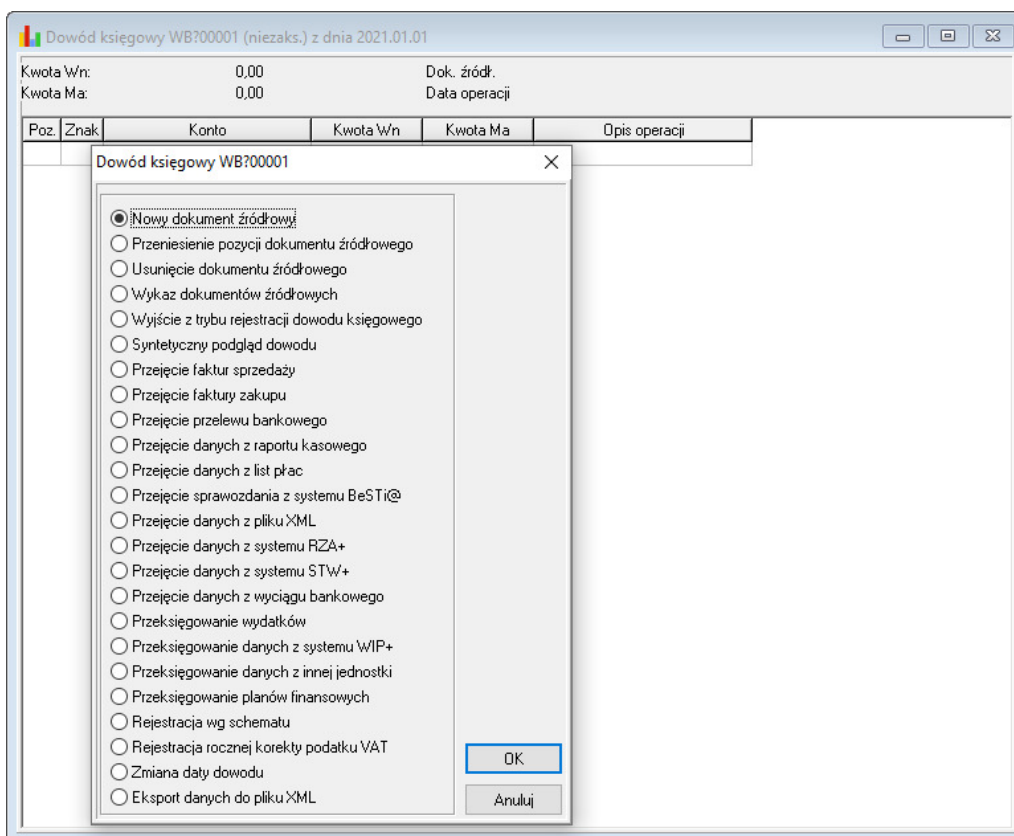 Dowód księgowy WB?00001 (niezaks.) z dnia 2021.01.01
Kwota Wn: 0,00 Dok. źródł.
Kwota Ma: 0,00 Data operacji
Poz. Znak Konto Kwota Wn Kwota Ma Opis operacji
Dowód księgowy WB?00001
Nowy dokument źródłowy
Przeniesienie pozycji dokumentu źródłowego
Usunięcie dokumentu źródłowego
Wykaz dokumentów źródłowych
Wyjście z trybu rejestracji dowodu księgowego
Syntetyczny podgląd dowodu
Przejęcie faktur sprzedaży
Przejęcie faktury zakupu
Przejęcie przelewu bankowego
Przejęcie danych z raportu kasowego
Przejęcie danych z list płac
Przejęcie sprawozdania z systemu BeSTi@
Przejęcie danych z pliku XML
Przejęcie danych z systemu RZA+
Przejęcie danych z systemu STW+
Przejęcie danych z wyciągu bankowego
Przeksięgowanie wydatków
Przeksięgowanie danych z systemu WIP+
Przeksięgowanie danych z innej jednostki
Przeksięgowanie planów finansowych
Rejestracja wg schematu
Rejestracja rocznej korekty podatku VAT
Zmiana daty dowodu
Eksport danych do pliku XML
OK
Anuluj